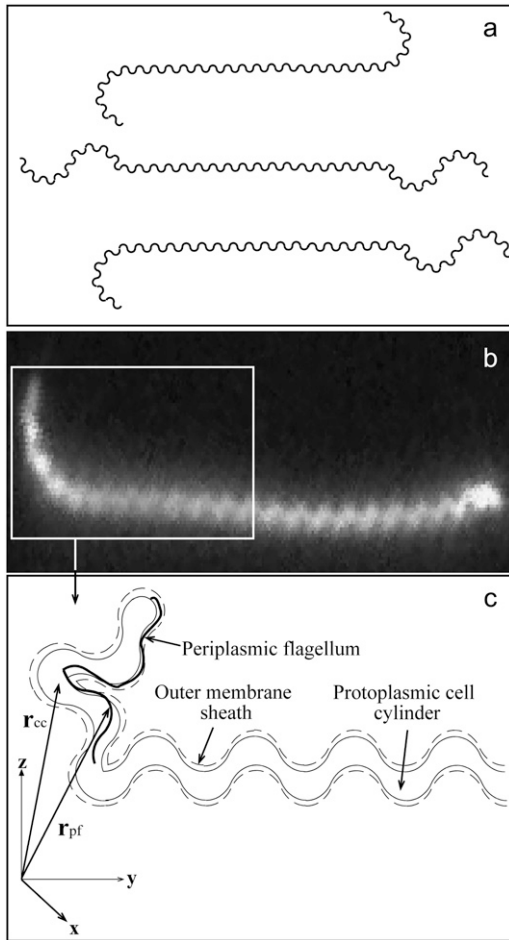 a
b
c
Periplasmic flagellum
Outer membrane
sheath
Protoplasmic cell
cylinder
rcc
z
rpf
y
x